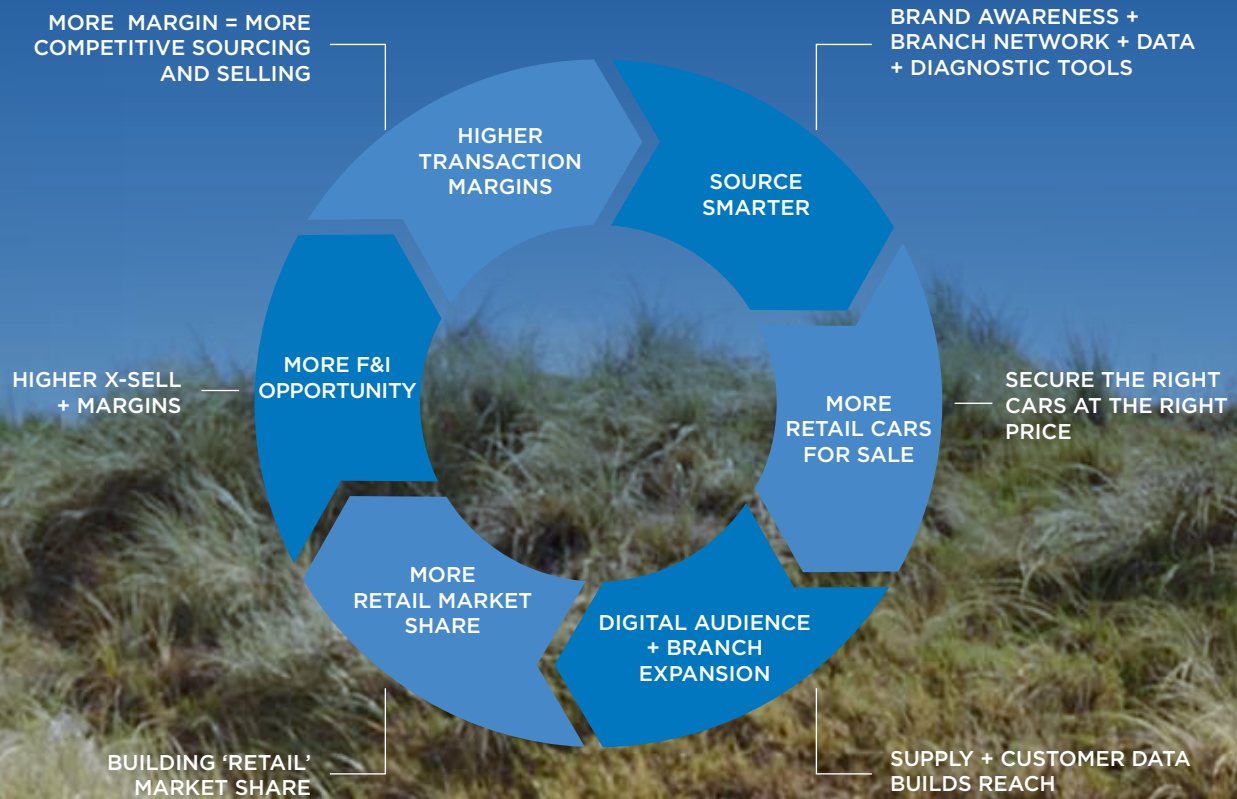 MORE MARGIN = MORE
COMPETITIVE SOURCING
AND SELLING
BRAND AWARENESS +
BRANCH NETWORK + DATA
+ DIAGNOSTIC TOOLS
HIGHER
TRANSACTION
MARGINS
SOURCE
SMARTER
MORE F&I
OPPORTUNITY
HIGHER X-SELL
+ MARGINS
MORE
RETAIL CARS
FOR SALE
SECURE THE RIGHT
CARS AT THE RIGHT
PRICE
MORE
RETAIL MARKET
SHARE
DIGITAL AUDIENCE
+ BRANCH
EXPANSION
BUILDING ‘RETAIL’
MARKET SHARE
SUPPLY + CUSTOMER DATA
BUILDS REACH